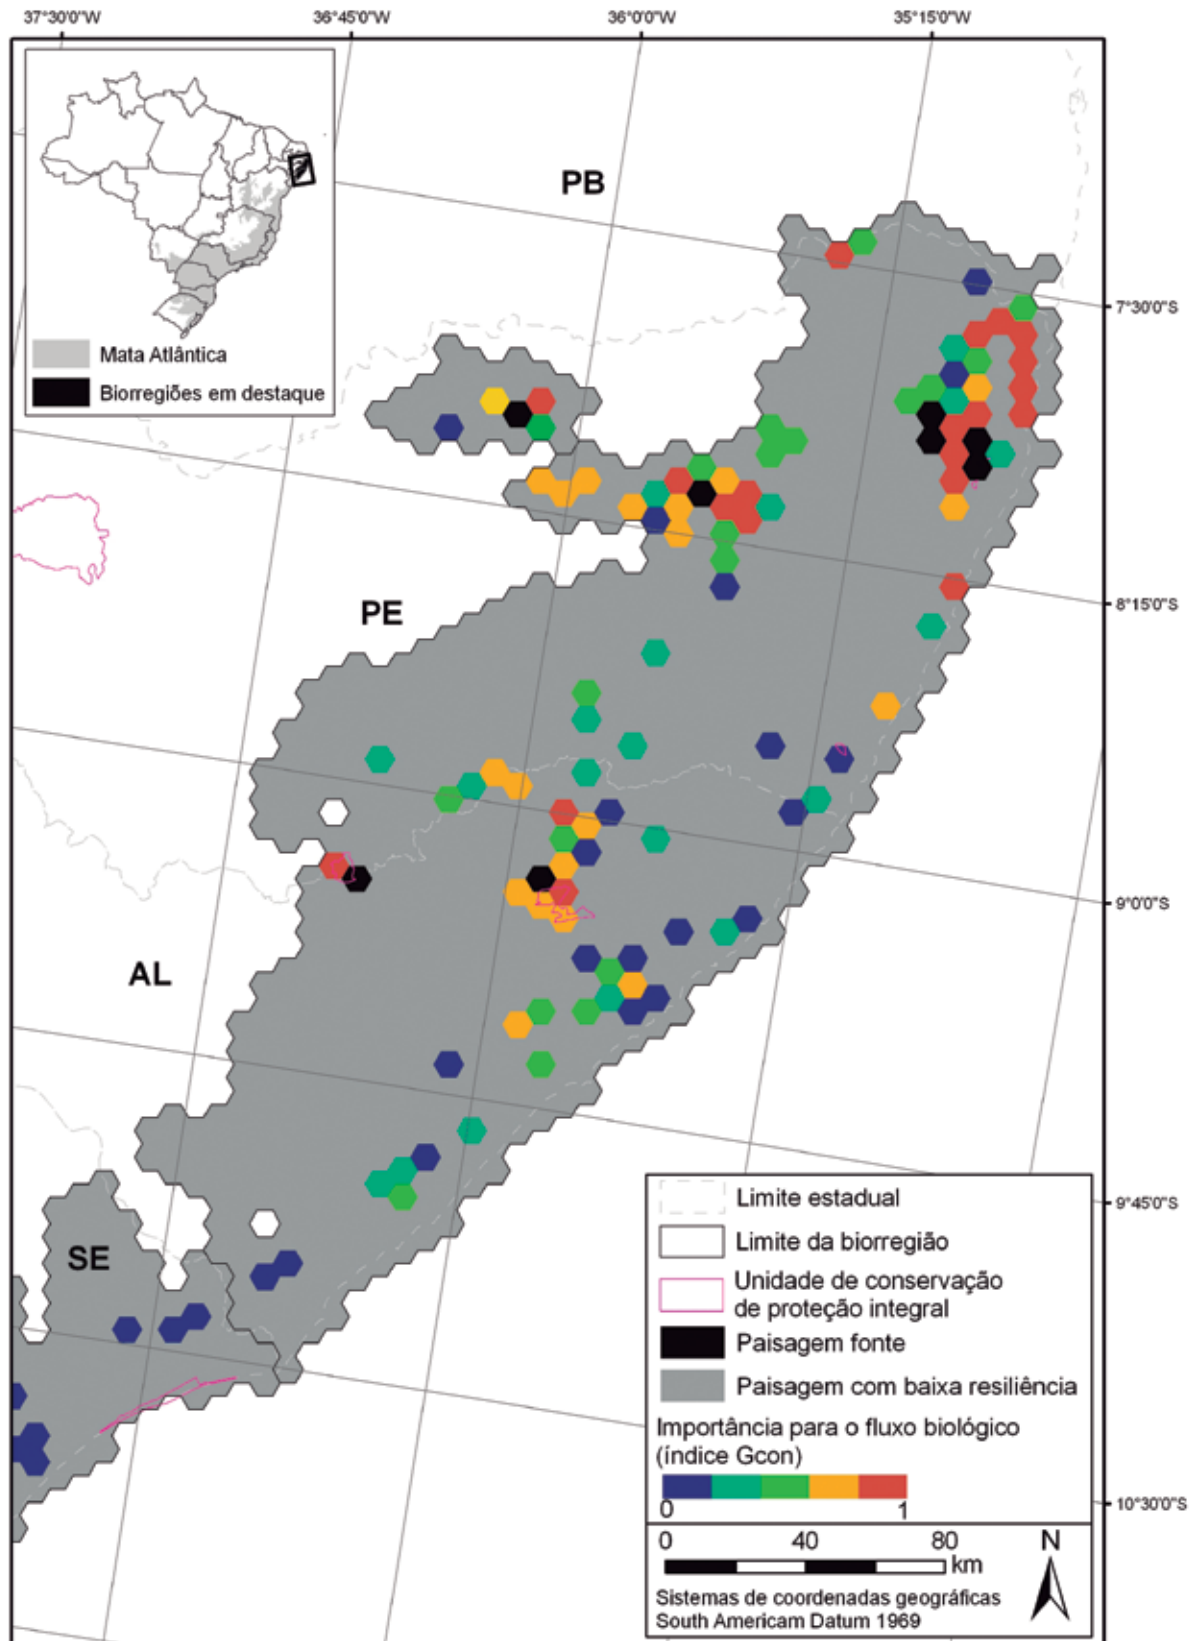 37°30'0"W
36°45'0"W
36°0'0"W
35°15'0"W
PB
Mata Atlântica
Biorregiões em destaque
7°30'0"S
PE
8°15'0"S
9°0'0"S
AL
9°45'0"S
SE
Limite estadual
Limite da biorregião
Unidade de conservação
de proteção integral
Paisagem fonte
Paisagem com baixa resiliência
Importância para o fluxo biológico
(índice Gcon)
0 1
10°30'0"S
0 40 80
km
N
Sistemas de coordenadas geográficas
South Americam Datum 1969